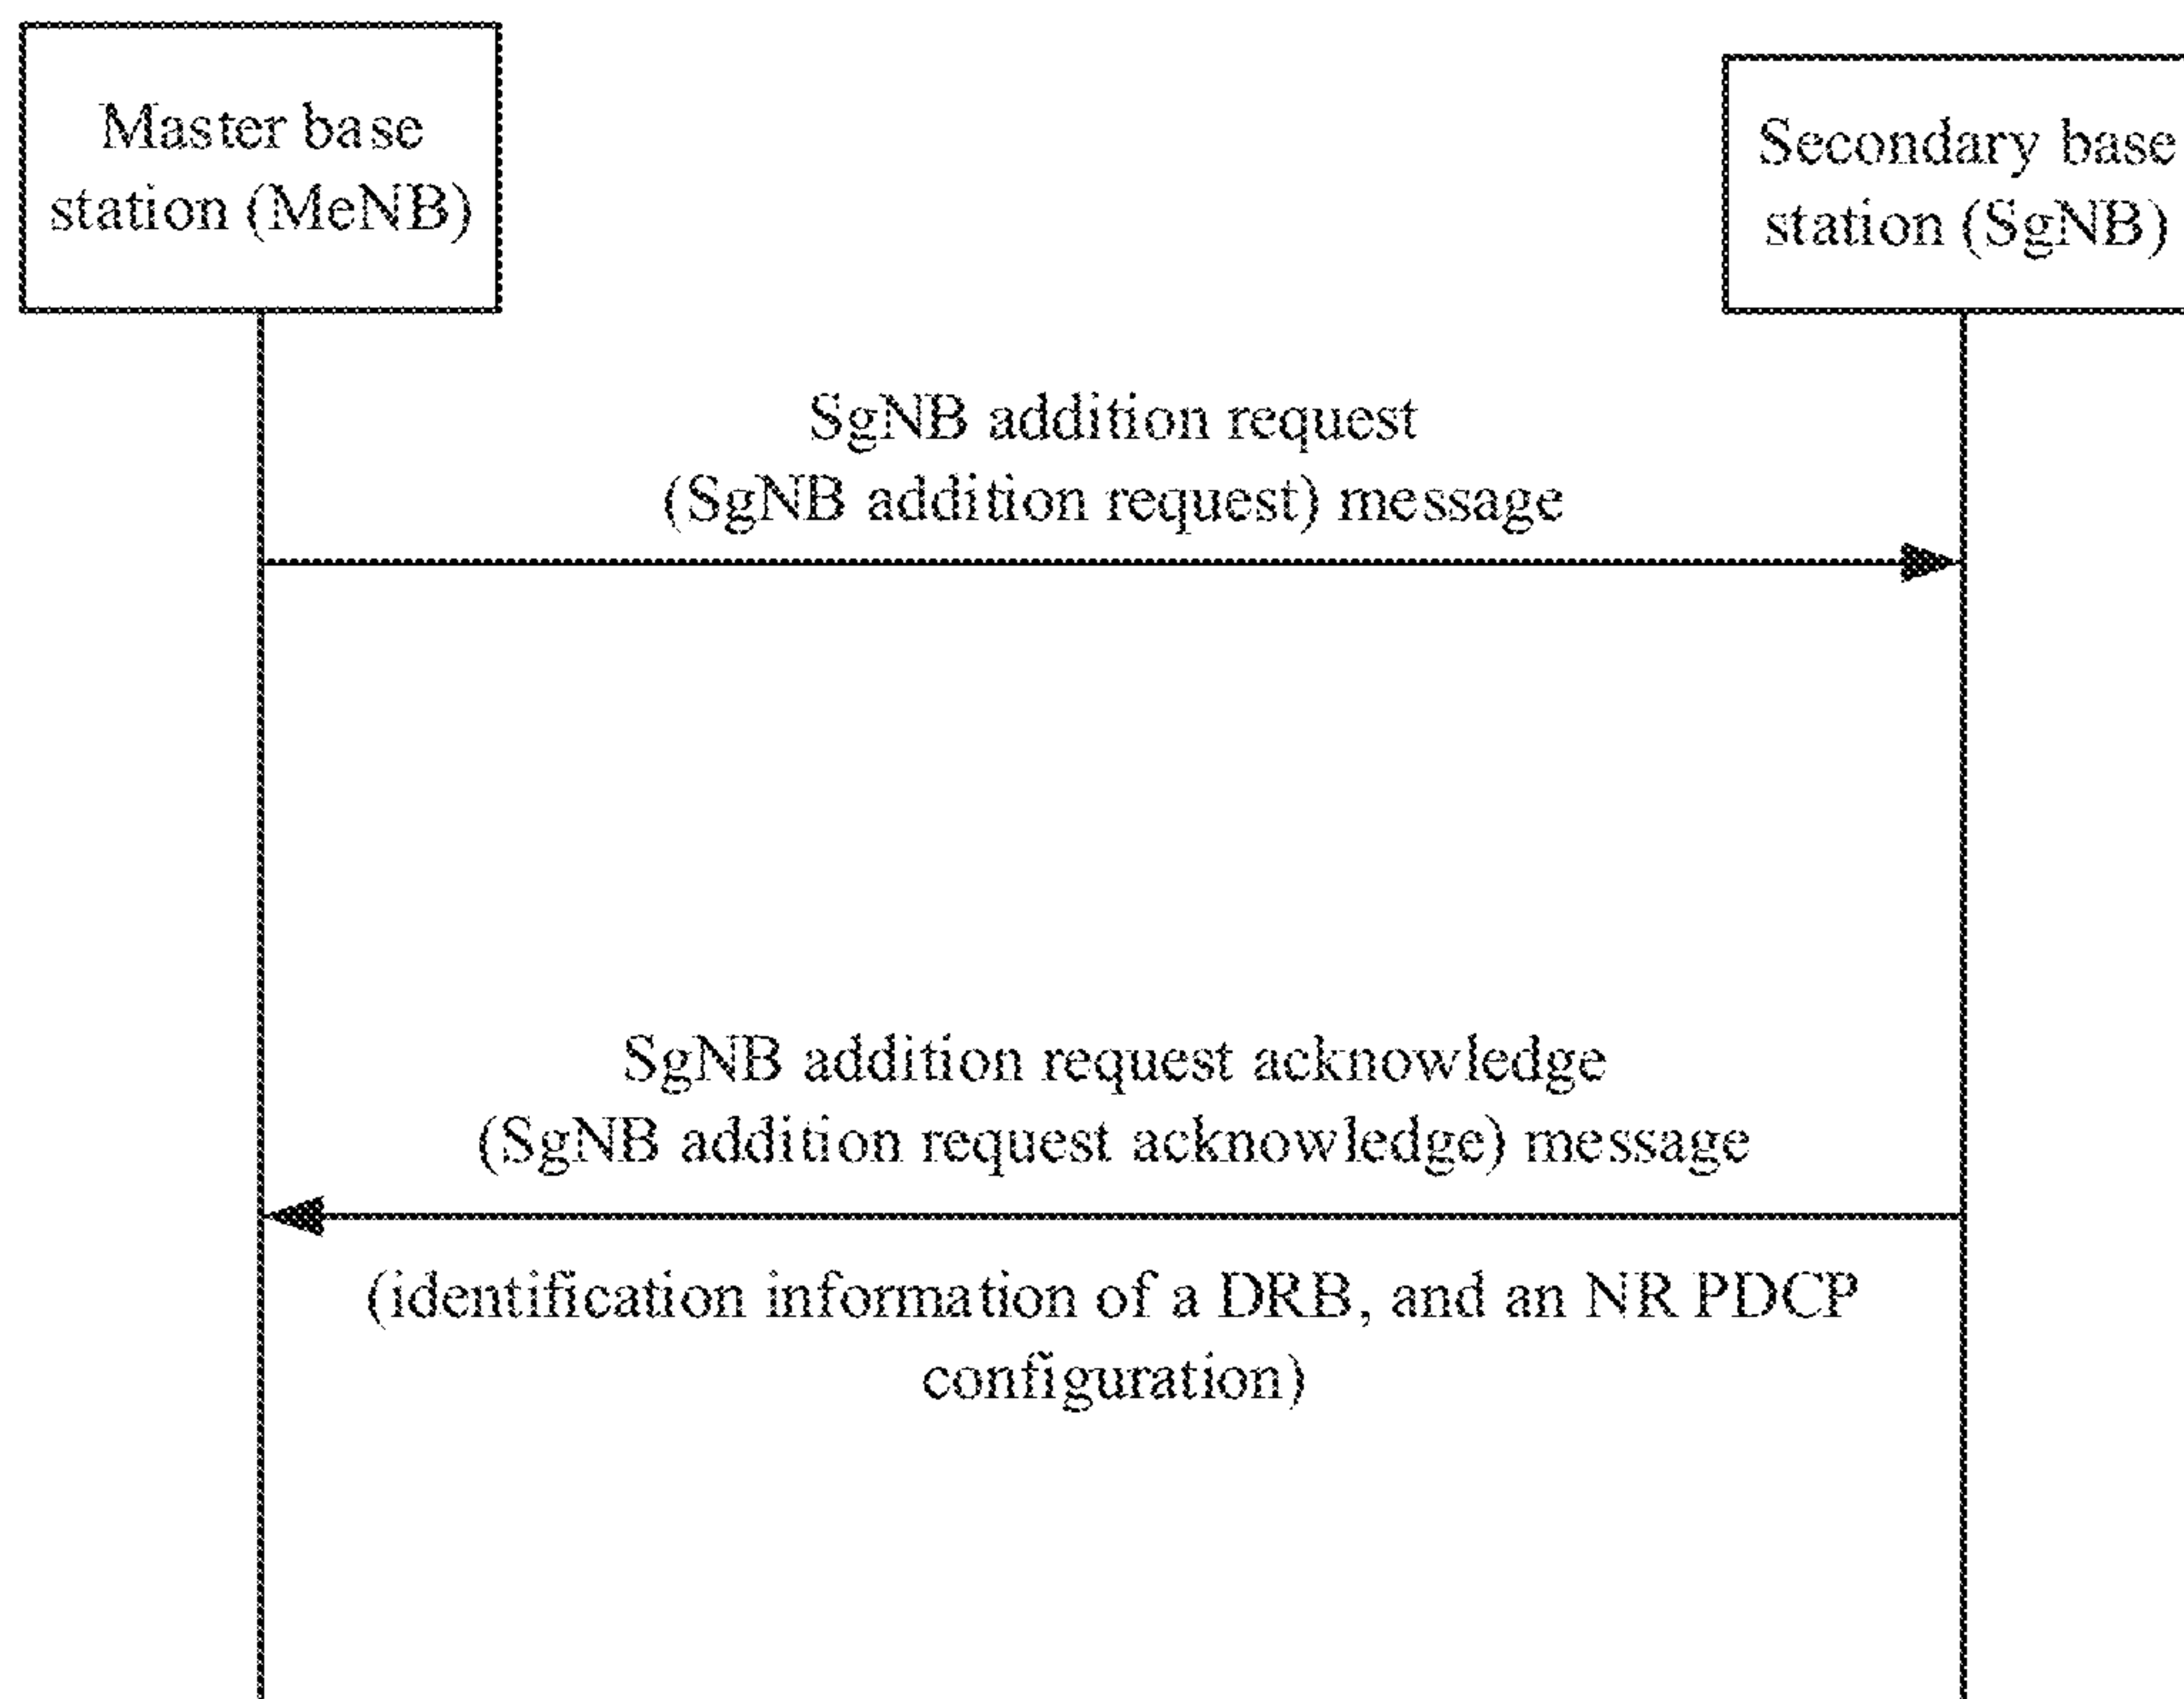 Master base
station (MeNB)
Secondary base
station (SgNB)
SgNB addition request
(SgNB addition request) message
SgNB addition request acknowledge
(SgNB addition request acknowledge) message
(identification information of a DRB, and an NR PDCP
configuration)